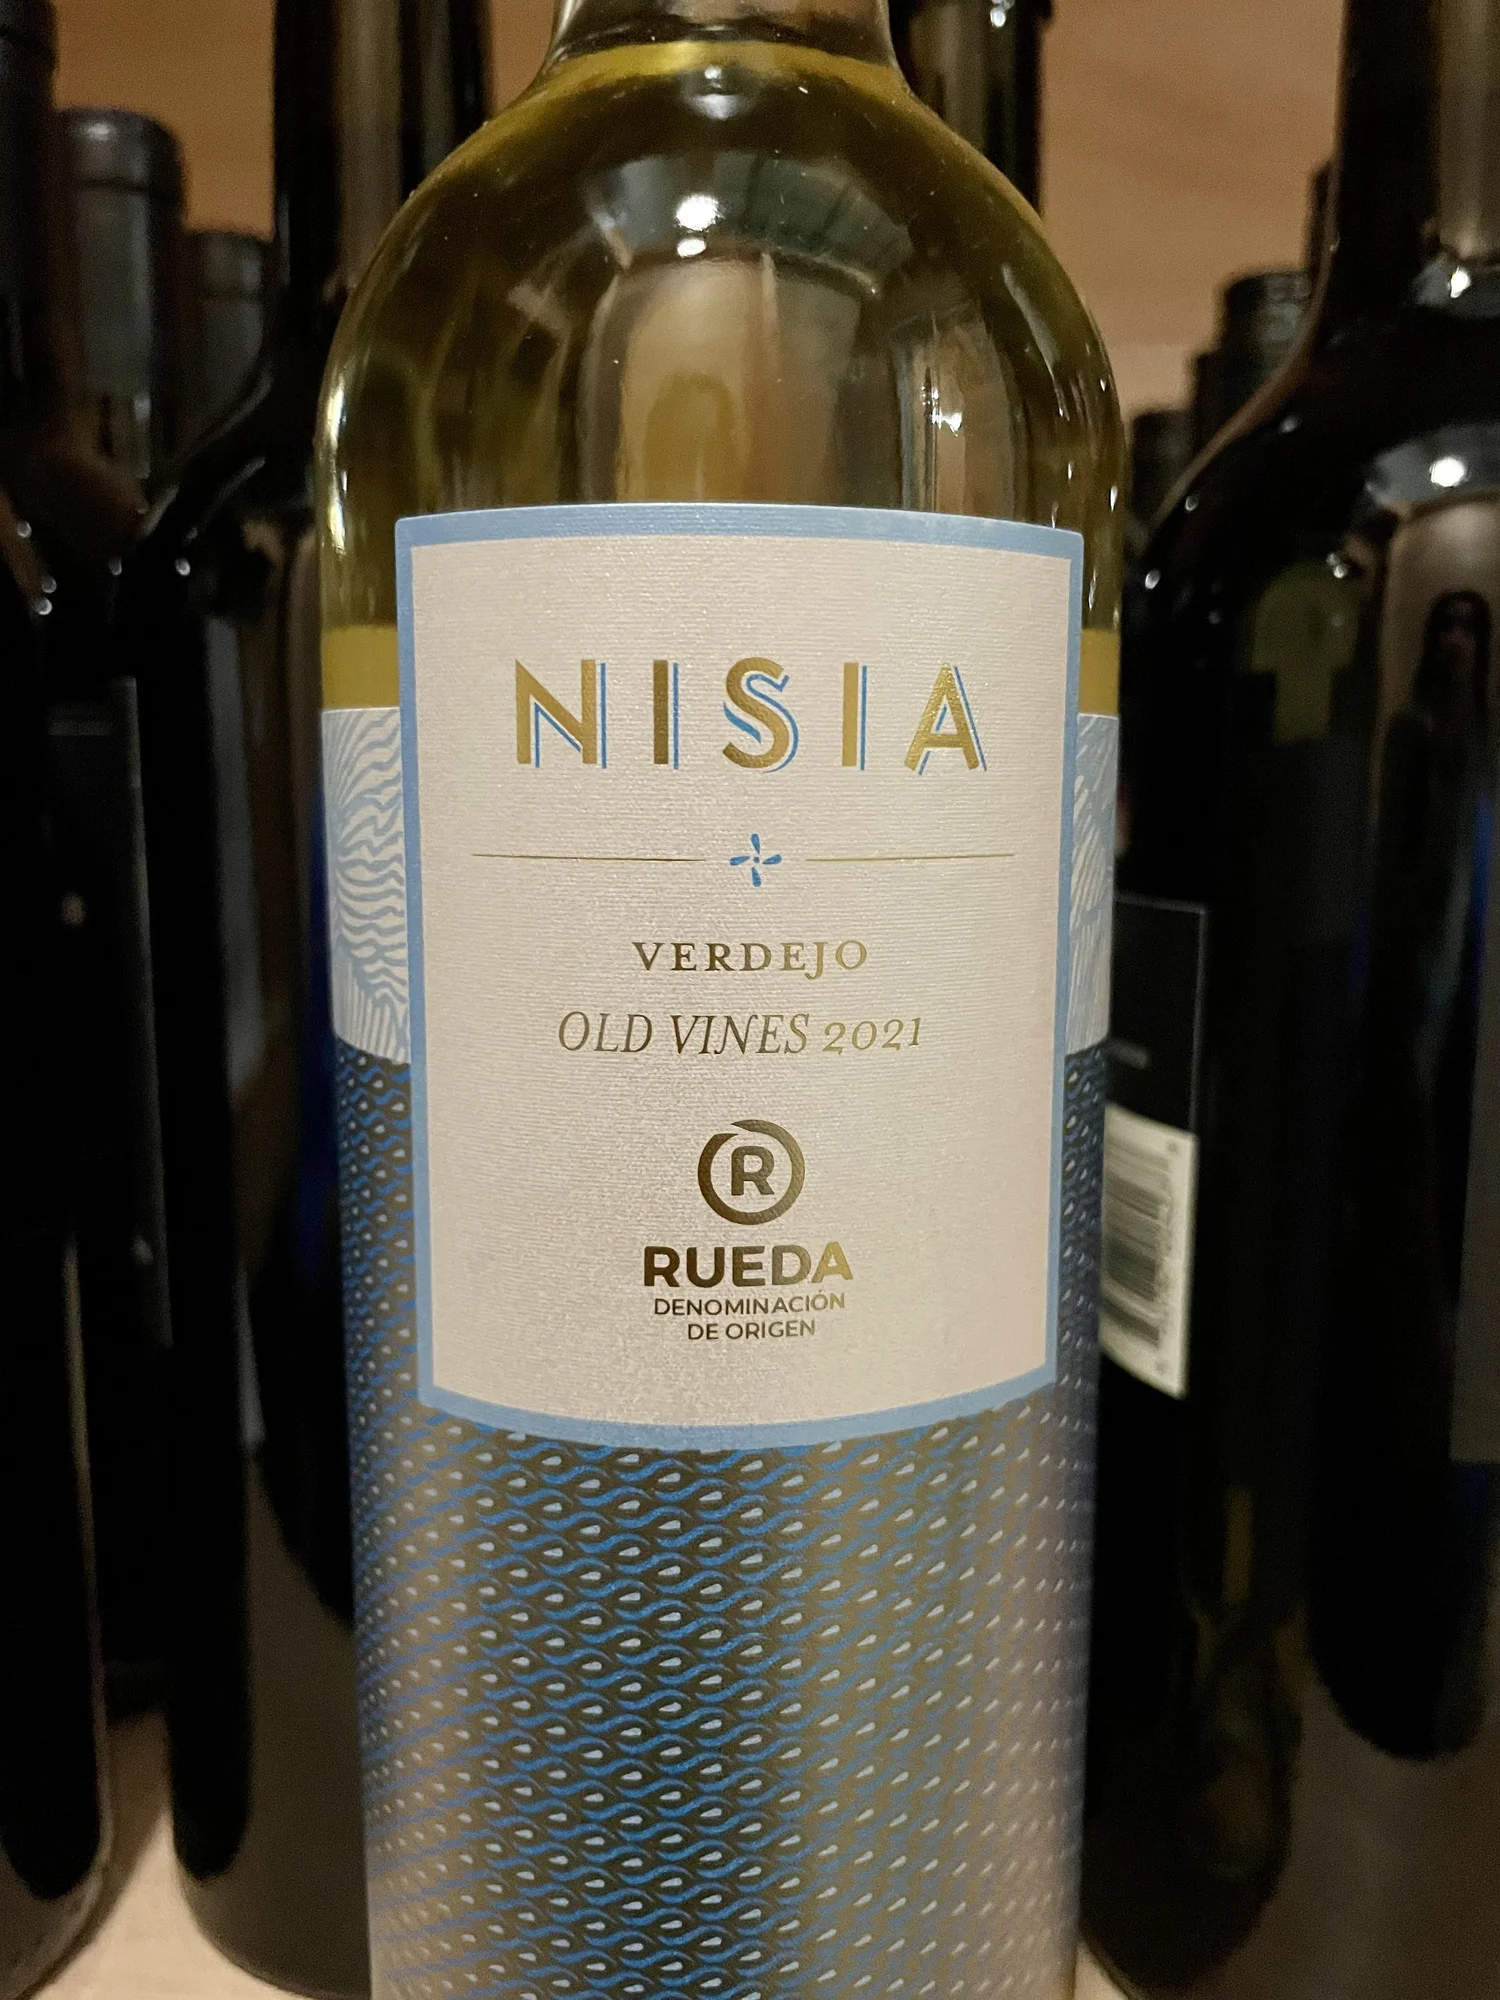 NISIA
VERDEJO
OLD VINES 2021
R
RUEDA
DENOMINACIÓN
DE ORIGEN